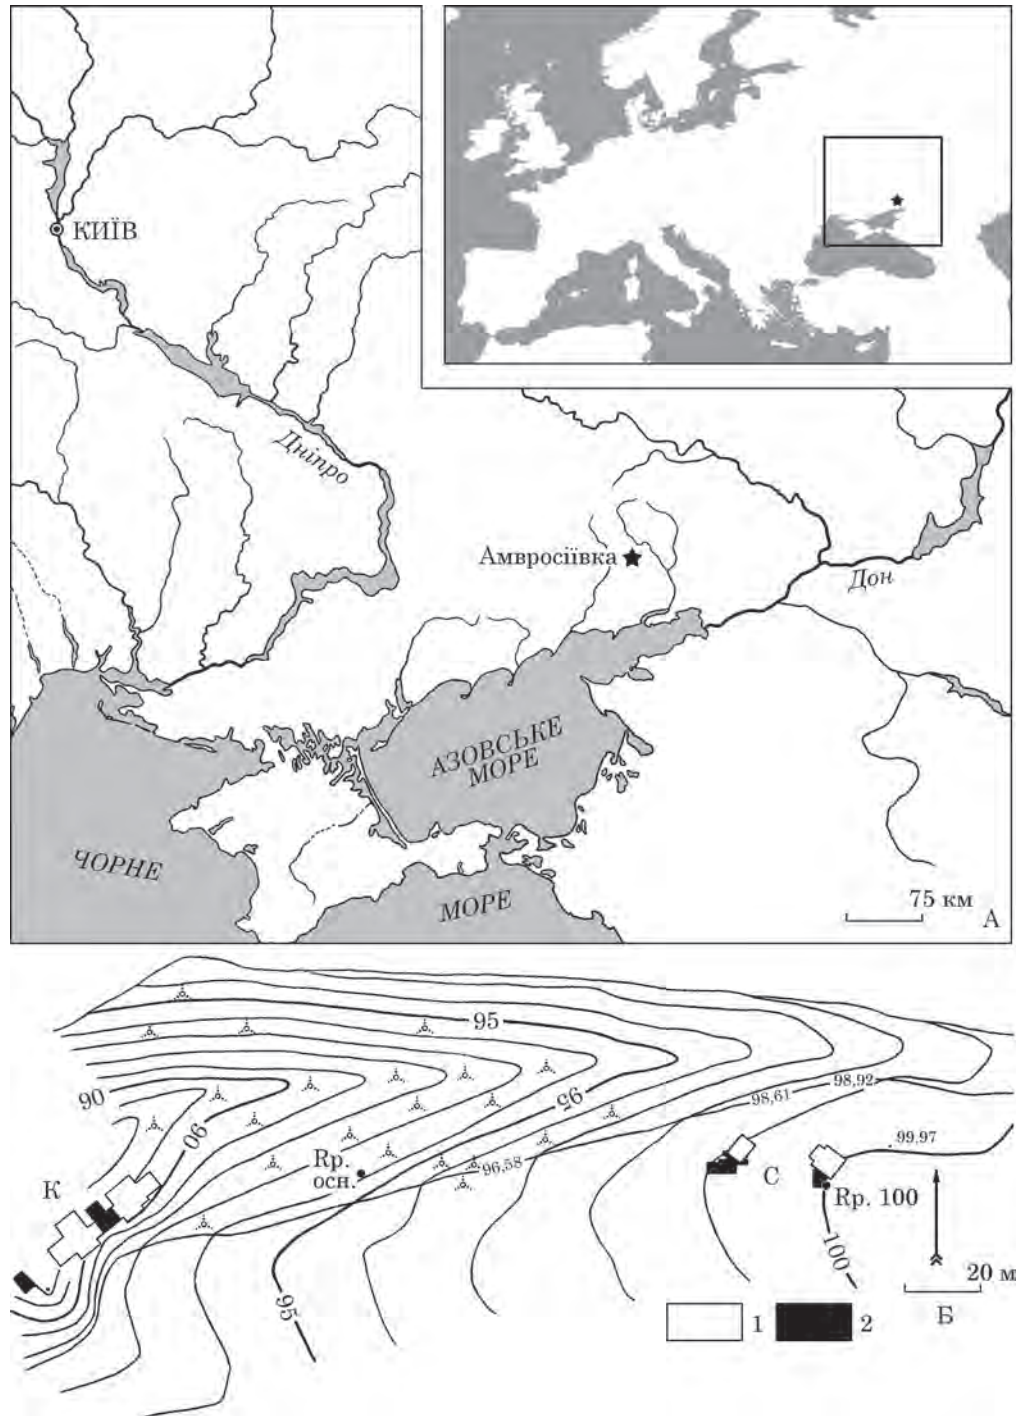 КИЇВ
Дніпро
Амвросіївка
Дон
АЗОВСЬКЕ
МОРЕ
ЧОРНЕ
МОРЕ
75 км
А
95
90
90
95
98,61
98,92
96,58
99,97
Rp.
осн.
К
С
Rp. 100
100
95
20 м
1
2
Б